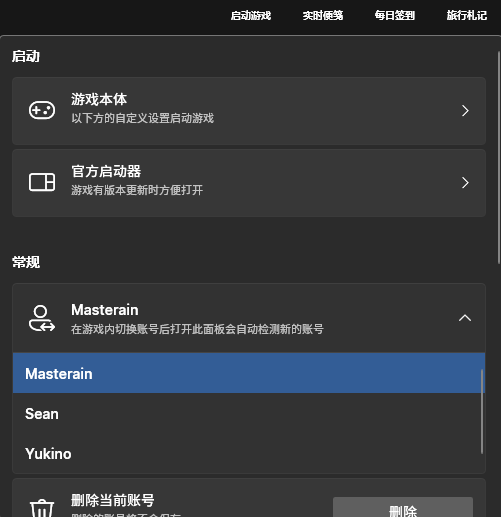 启动游戏 实时便笺 每日签到 旅行札记
启动
游戏本体
以下方的自定义设置启动游戏
官方启动器
游戏有版本更新时方便打开
常规
Masterain
在游戏内切换账号后打开此面板会自动检测新的账号
Masterain
Sean
Yukino
删除当前账号
删除